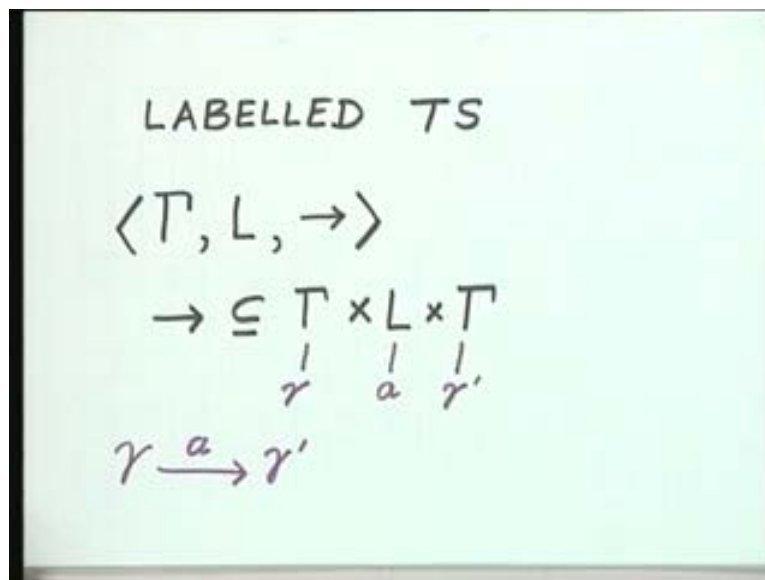 LABELLED TS
⟨Γ, L, →⟩
→ ⊆ Γ × L × Γ
γ a γ'
γ —a→ γ'